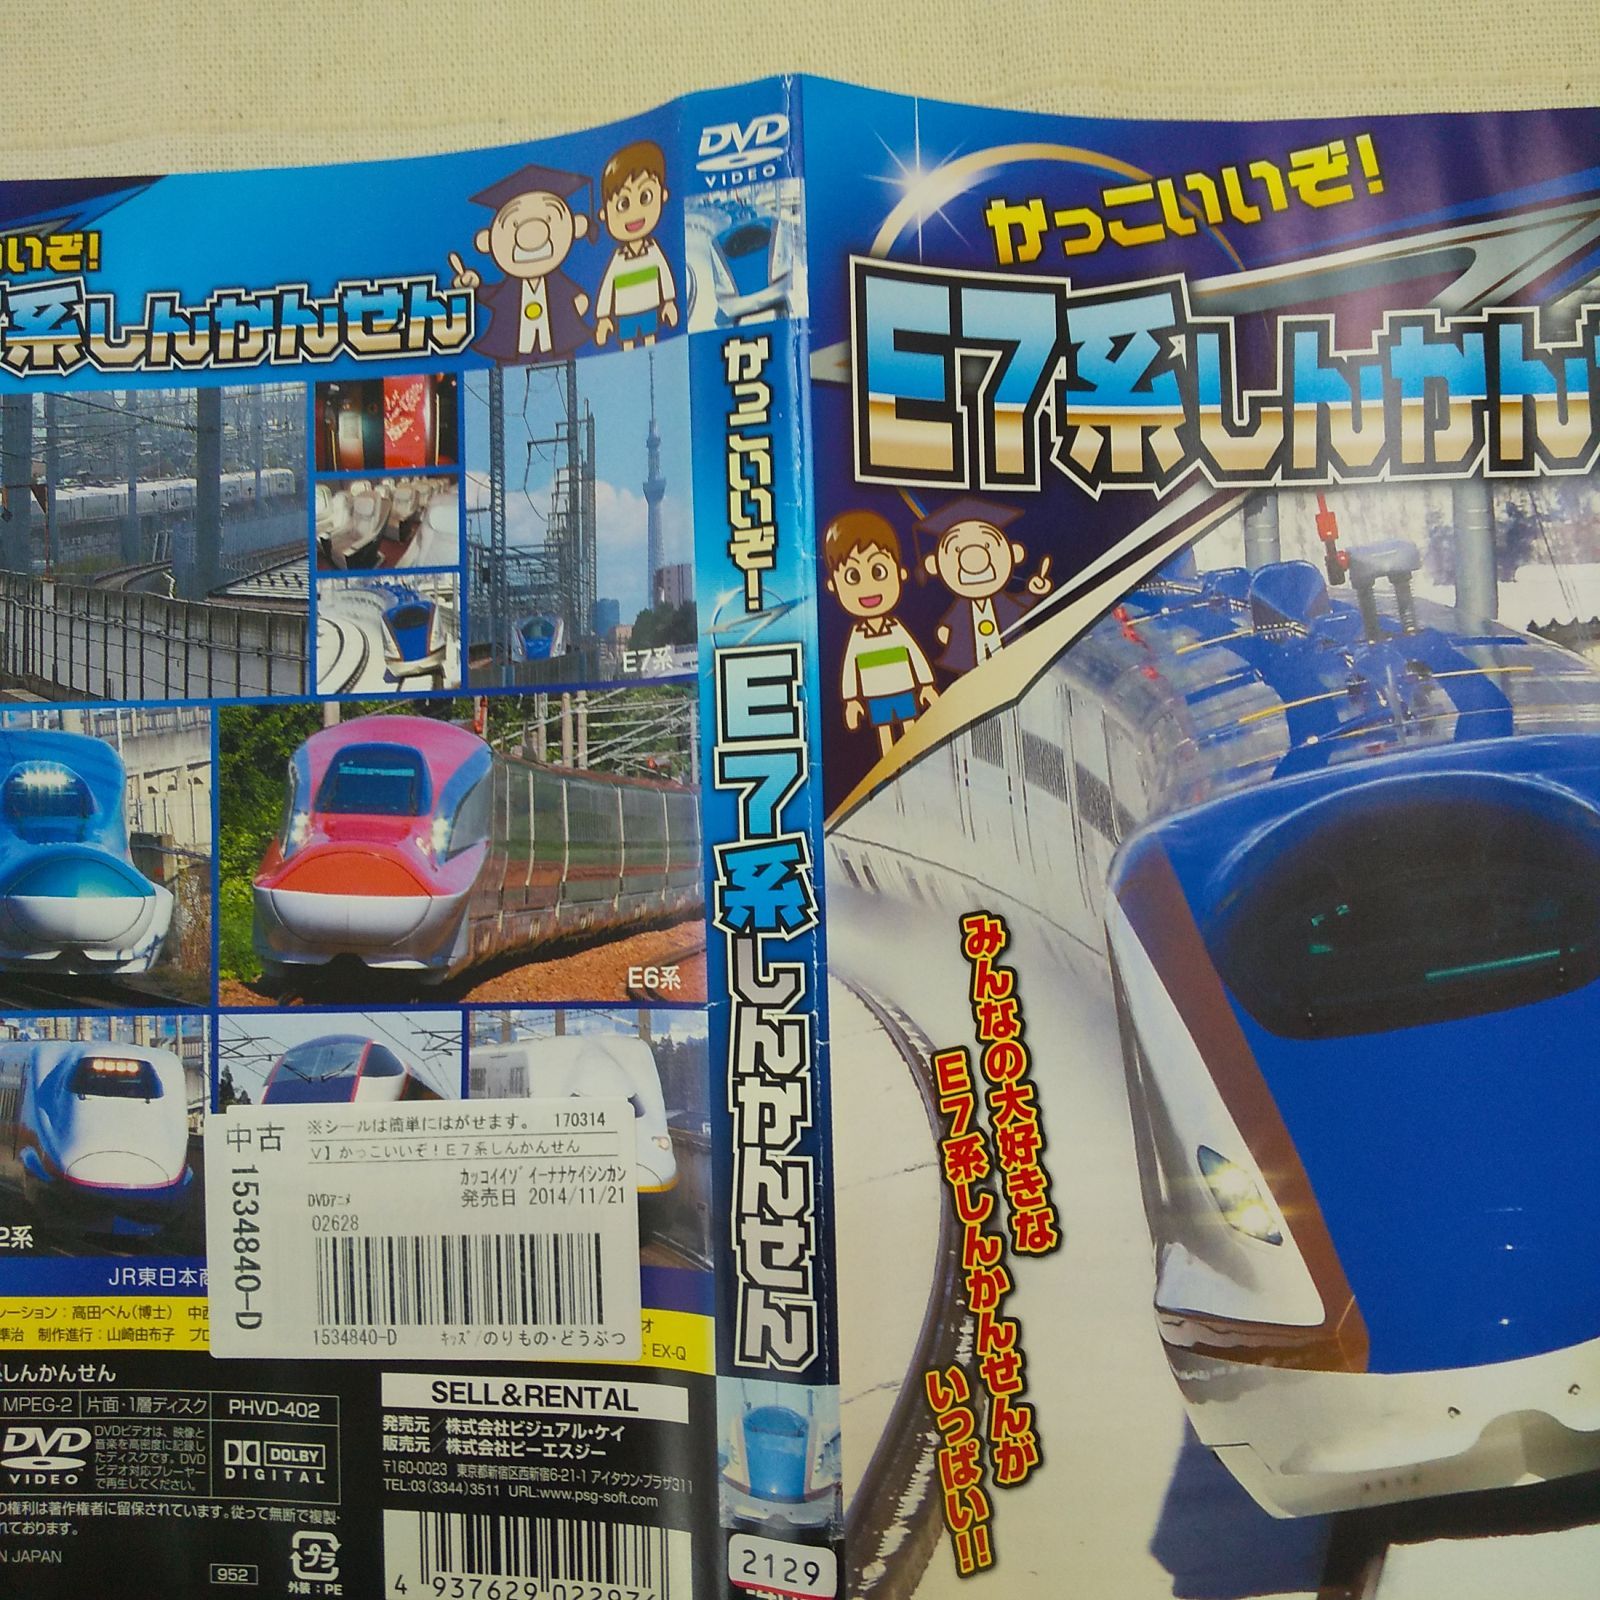 いぞ!
系しんかんせん
E7系
E6系
2系
JR東日本商
レーション:高田べん(博士) 中西
準治 制作進行:山崎由布子 プロ
オ
: EX-Q
系しんかんせん
MPEG-2 片面・1層ディスク PHVD-402
DVD VIDEO
DVDビデオは、映像と
音楽を高密度に記録し
たディスクです。DVD
ビデオ対応プレーヤー
で再生してください。
DOLBY DIGITAL
の権利は著作権者に留保されています。従って無断で複製・
れております。
N JAPAN
952
プラ
外装:PE
SELL&RENTAL
発売元/株式会社ビジュアル・ケイ
販売元/株式会社ピーエスジー
〒160-0023 東京都新宿区西新宿6-21-1 アイタウン・プラザ311
TEL:03(3344)3511 URL:www.psg-soft.com
中古 1534840-D
※シールは簡単にはがせます。 170314
V】かっこいいぞ!E7系しんかんせん
カッコイイゾ イーナナケイシンカン
DVDアニメ 発売日 2014/11/21
02628
1534840-D キッズ/のりもの・どうぶつ
DVD VIDEO
かっこいいぞ!
E7系しんかんせん
2129
かっこいいぞ!
E7系しんかん
みんなの大好きな
E7系しんかんせんが
いっぱい!!